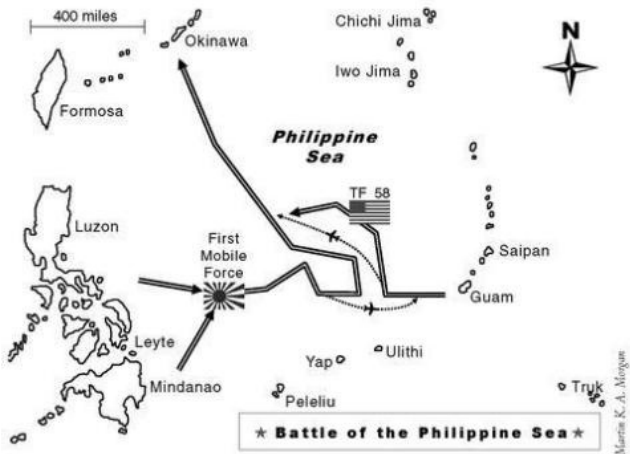 400 miles
Okinawa
Chichi Jima
N
Iwo Jima
Formosa
Philippine
Sea
TF 58
Luzon
First
Mobile
Force
Saipan
Guam
Leyte
Ulithi
Yap
Mindanao
Truk
Peleliu
★ Battle of the Philippine Sea ★
Martin K. A. Morgan